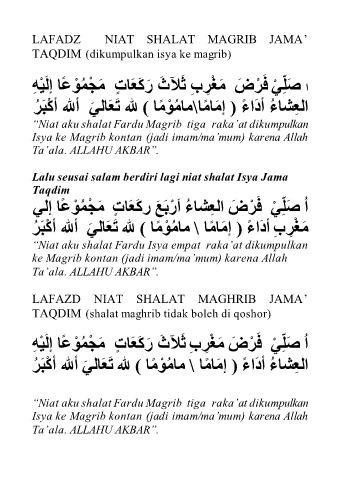 LAFADZ NIAT SHALAT MAGRIB JAMA’
TAQDIM (dikumpulkan isya ke magrib)
ا صَلِّيْ فَرْضَ مَغْرِبِ ثَلَاثَ رَكَعَاتٍ مَجْمُوْعًا إِلَيْهِ
العِشَاءُ أَدَاءً ( إِمَامًا\مامُوْمًا ) لله تَعَالَيَ أَلله أَكْبَرُ
“Niat aku shalat Fardu Magrib tiga raka’at dikumpulkan
Isya ke Magrib kontan (jadi imam/ma’mum) karena Allah
Ta’ala. ALLAHU AKBAR”.
Lalu seusai salam berdiri lagi niat shalat Isya Jama
Taqdim
أُ صَلِّيْ فَرْضَ العِشَاءُ اَرْبَعَ رَكَعَاتٍ مَجْمُوْعًا إِلَي
مَغْرِبِ أَدَاءً ( إِمَامًا \ مامُوْمًا ) لله تَعَالَيَ أَلله أَكْبَرُ
“Niat aku shalat Fardu Isya empat raka’at dikumpulkan
ke Magrib kontan (jadi imam/ma’mum) karena Allah
Ta’ala. ALLAHU AKBAR”.
LAFAZD NIAT SHALAT MAGHRIB JAMA’
TAQDIM (shalat maghrib tidak boleh di qoshor)
أُ صَلِّيْ فَرْضَ مَغْرِبِ ثَلَاثَ رَكَعَاتٍ مَجْمُوْعًا إِلَيْهِ
العِشَاءُ أَدَاءً ( إِمَامًا \ مامُوْمًا ) لله تَعَالَيَ أَلله أَكْبَرُ
“Niat aku shalat Fardu Magrib tiga raka’at dikumpulkan
Isya ke Magrib kontan (jadi imam/ma’mum) karena Allah
Ta’ala. ALLAHU AKBAR”.